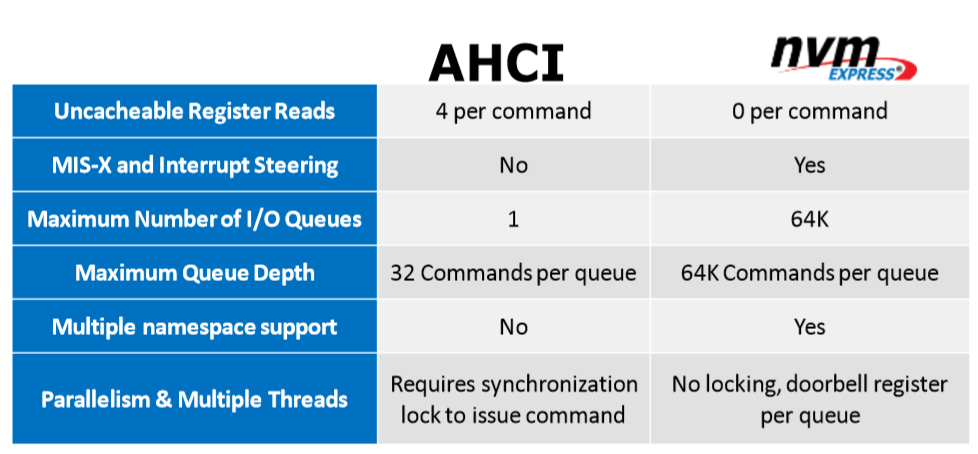 AHCI
nvm
EXPRESS®
Uncacheable Register Reads
4 per command
0 per command
MIS-X and Interrupt Steering
No
Yes
Maximum Number of I/O Queues
1
64K
Maximum Queue Depth
32 Commands per queue
64K Commands per queue
Multiple namespace support
No
Yes
Parallelism & Multiple Threads
Requires synchronization
lock to issue command
No locking, doorbell register
per queue